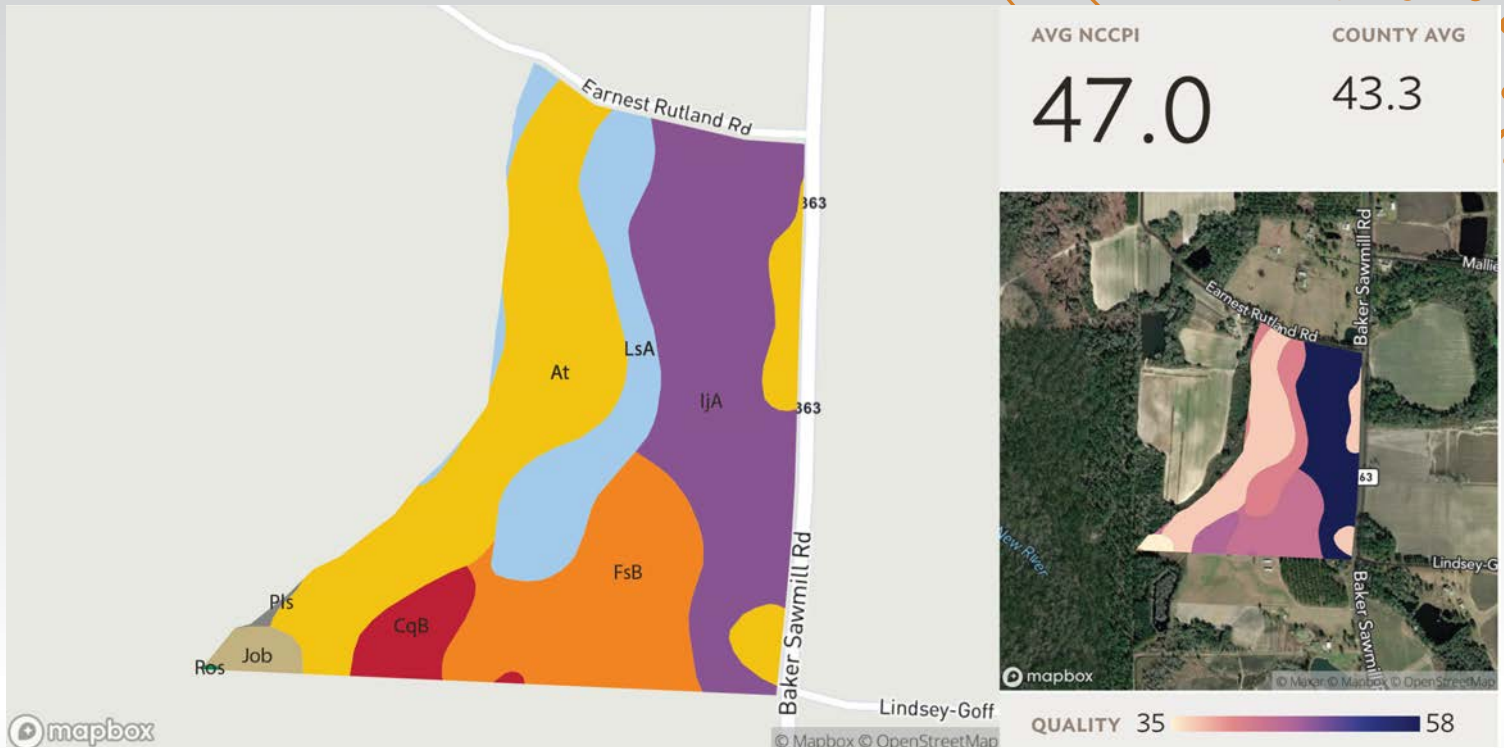 Earnest Rutland Rd
363
LsA
At
IjA
363
FsB
Pls
CqB
Job
Ros
Baker Sawmill Rd
Lindsey-Goff
mapbox
© Mapbox © OpenStreetMap
AVG NCCPI
COUNTY AVG
47.0
43.3
Baker Sawmill Rd
Mallie
Earnest Rutland Rd
63
New River
Lindsey-G
Baker Sawmill
mapbox
© Maxar © Mapbox © OpenStreetMap
QUALITY 35 58